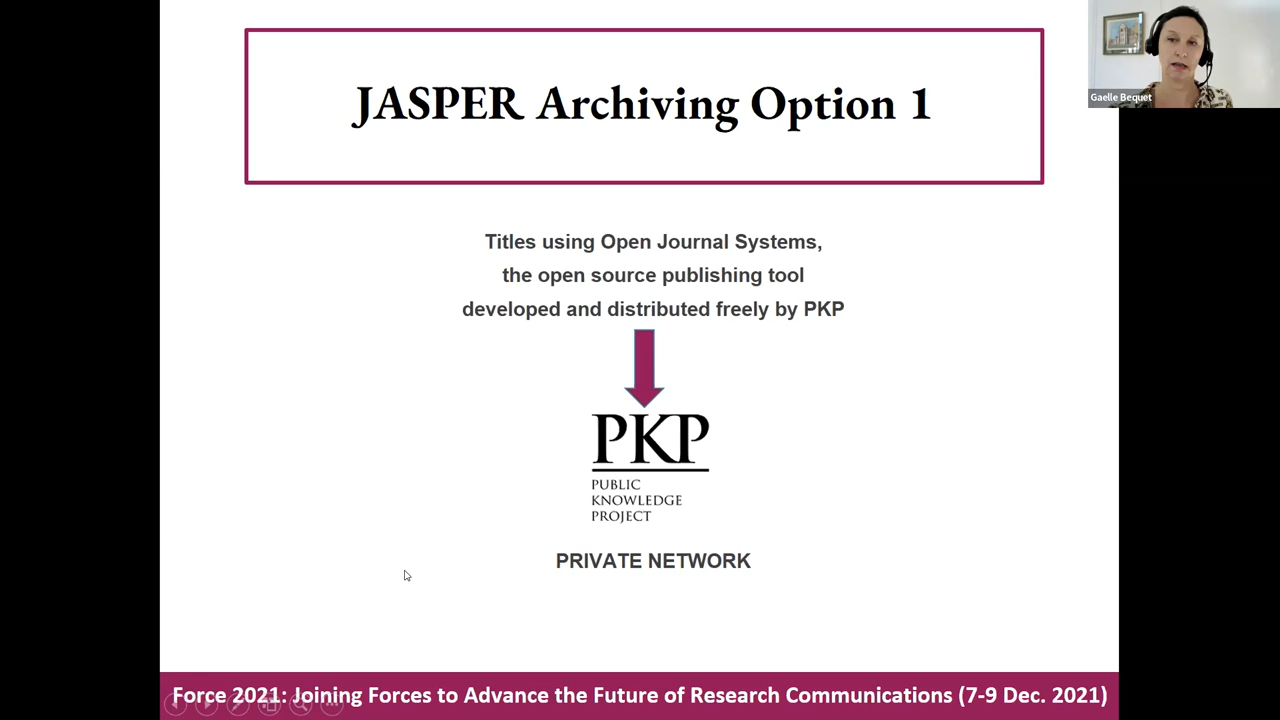 JASPER Archiving Option 1
Gaelle Bequet
Titles using Open Journal Systems,
the open source publishing tool
developed and distributed freely by PKP
PKP
PUBLIC
KNOWLEDGE
PROJECT
PRIVATE NETWORK
Force 2021: Joining Forces to Advance the Future of Research Communications (7-9 Dec. 2021)